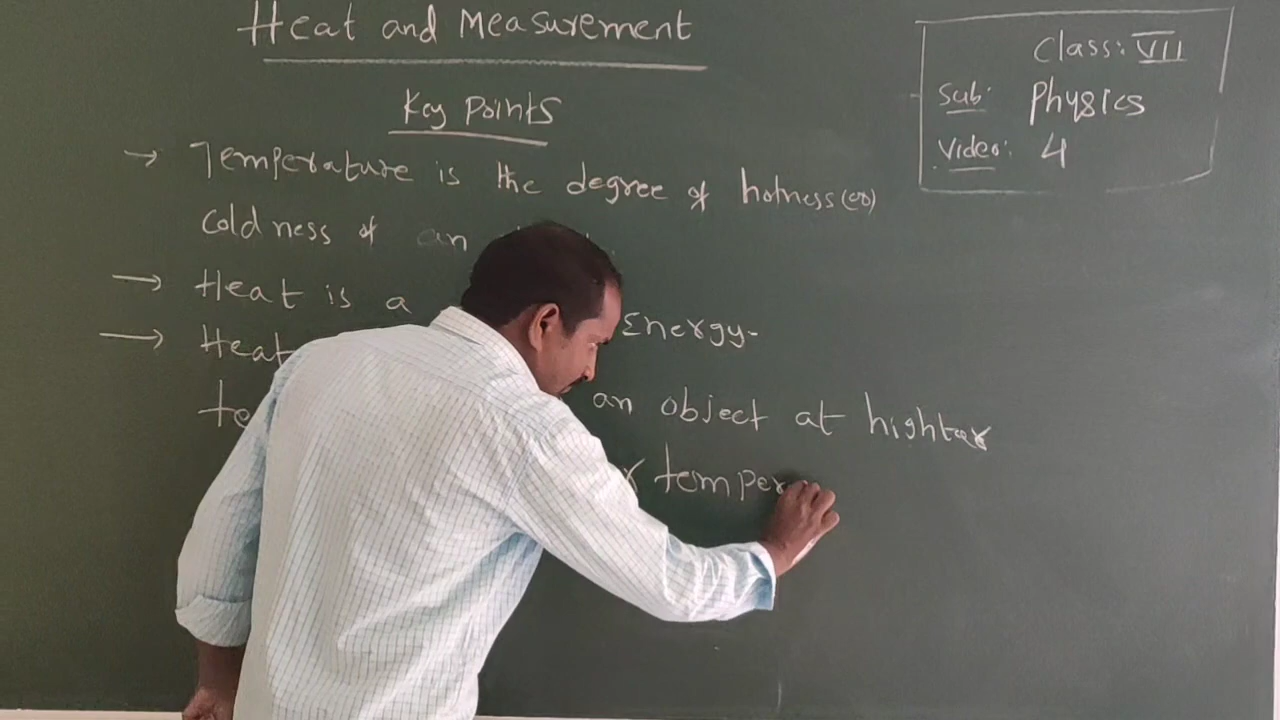 Heat and Measurement
Class: VII
Sub: Physics
Video: 4
Key Points
→ Temperature is the degree of hotness (or)
Coldness of an
→ Heat is a Energy.
→ Heat
an object at highter
temper